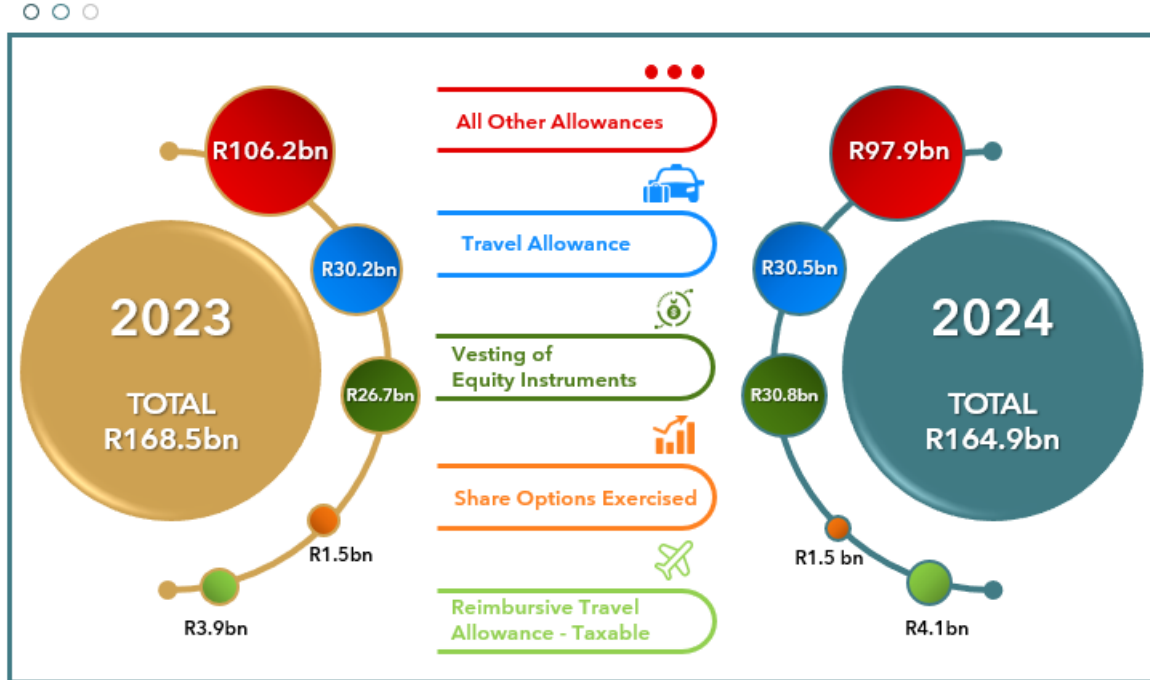 R106.2bn
R30.2bn
R26.7bn
R1.5bn
R3.9bn
2023
TOTAL
R168.5bn
All Other Allowances
Travel Allowance
Vesting of
Equity Instruments
Share Options Exercised
Reimbursive Travel
Allowance - Taxable
R97.9bn
R30.5bn
R30.8bn
R1.5 bn
R4.1bn
2024
TOTAL
R164.9bn